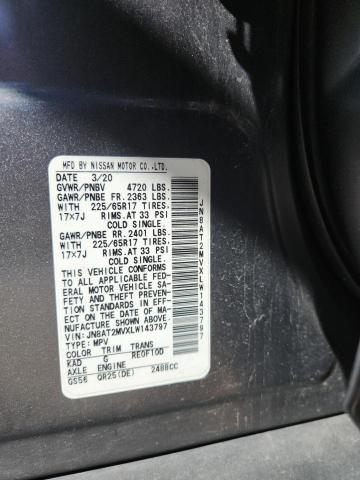 MFD BY NISSAN MOTOR CO.,LTD.
DATE 3/20
GVWR/PNBV 4720 LBS.
GAWR/PNBE FR. 2363 LBS.
WITH 225/65R17 TIRES.
17×7J RIMS. AT 33 PSI
COLD SINGLE.
GAWR/PNBE RR. 2401 LBS.
WITH 225/65R17 TIRES.
17×7J RIMS. AT 33 PSI
COLD SINGLE.
THIS VEHICLE CONFORMS
TO ALL APPLICABLE FED-
ERAL MOTOR VEHICLE SA-
FETY AND THEFT PREVEN-
TION STANDARDS IN EFF-
ECT ON THE DATE OF MA-
NUFACTURE SHOWN ABOVE.
VIN: JN8AT2MVXLW143797
TYPE: MPV
COLOR TRIM TRANS
KAD G RE0F10D
AXLE ENGINE
GS56 QR25(DE) 2488CC
JN8AT2MVXLW143797